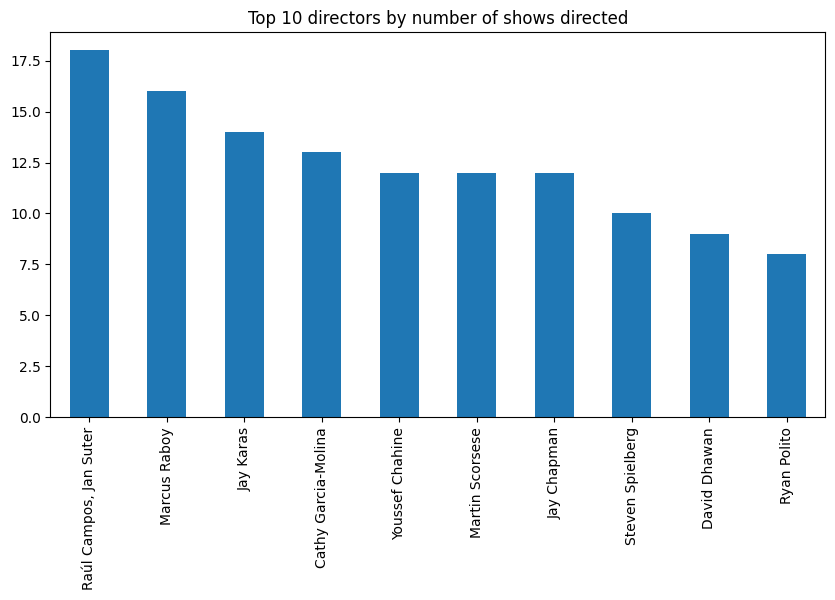 Top 10 directors by number of shows directed
17.5
15.0
12.5
10.0
7.5
5.0
2.5
0.0
Raúl Campos, Jan Suter
Marcus Raboy
Jay Karas
Cathy Garcia-Molina
Youssef Chahine
Martin Scorsese
Jay Chapman
Steven Spielberg
David Dhawan
Ryan Polito